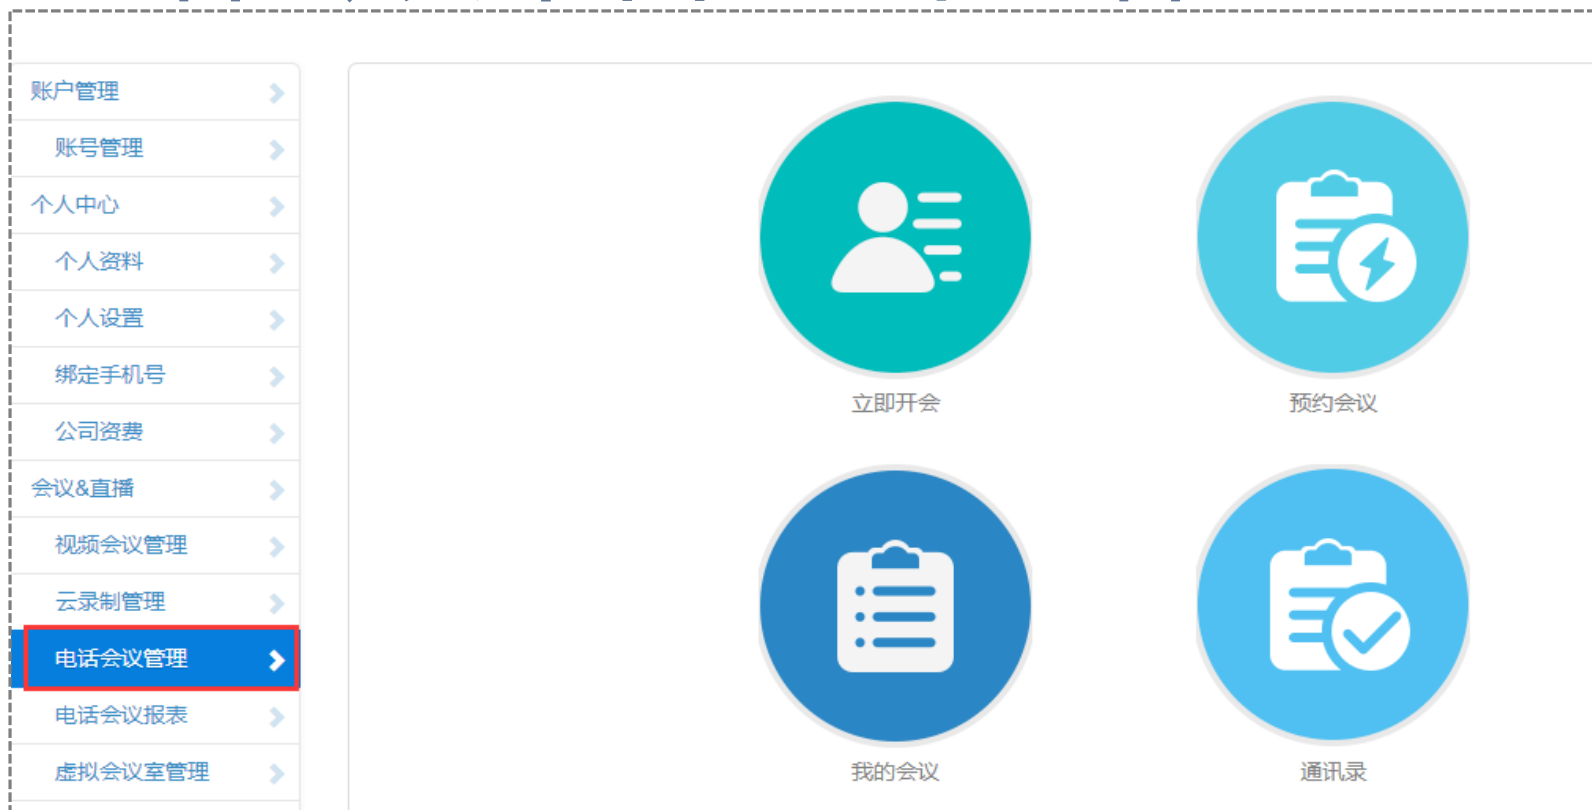 账户管理
账号管理
个人中心
个人资料
个人设置
绑定手机号
公司资费
会议&直播
视频会议管理
云录制管理
电话会议管理
电话会议报表
虚拟会议室管理
立即开会
预约会议
我的会议
通讯录